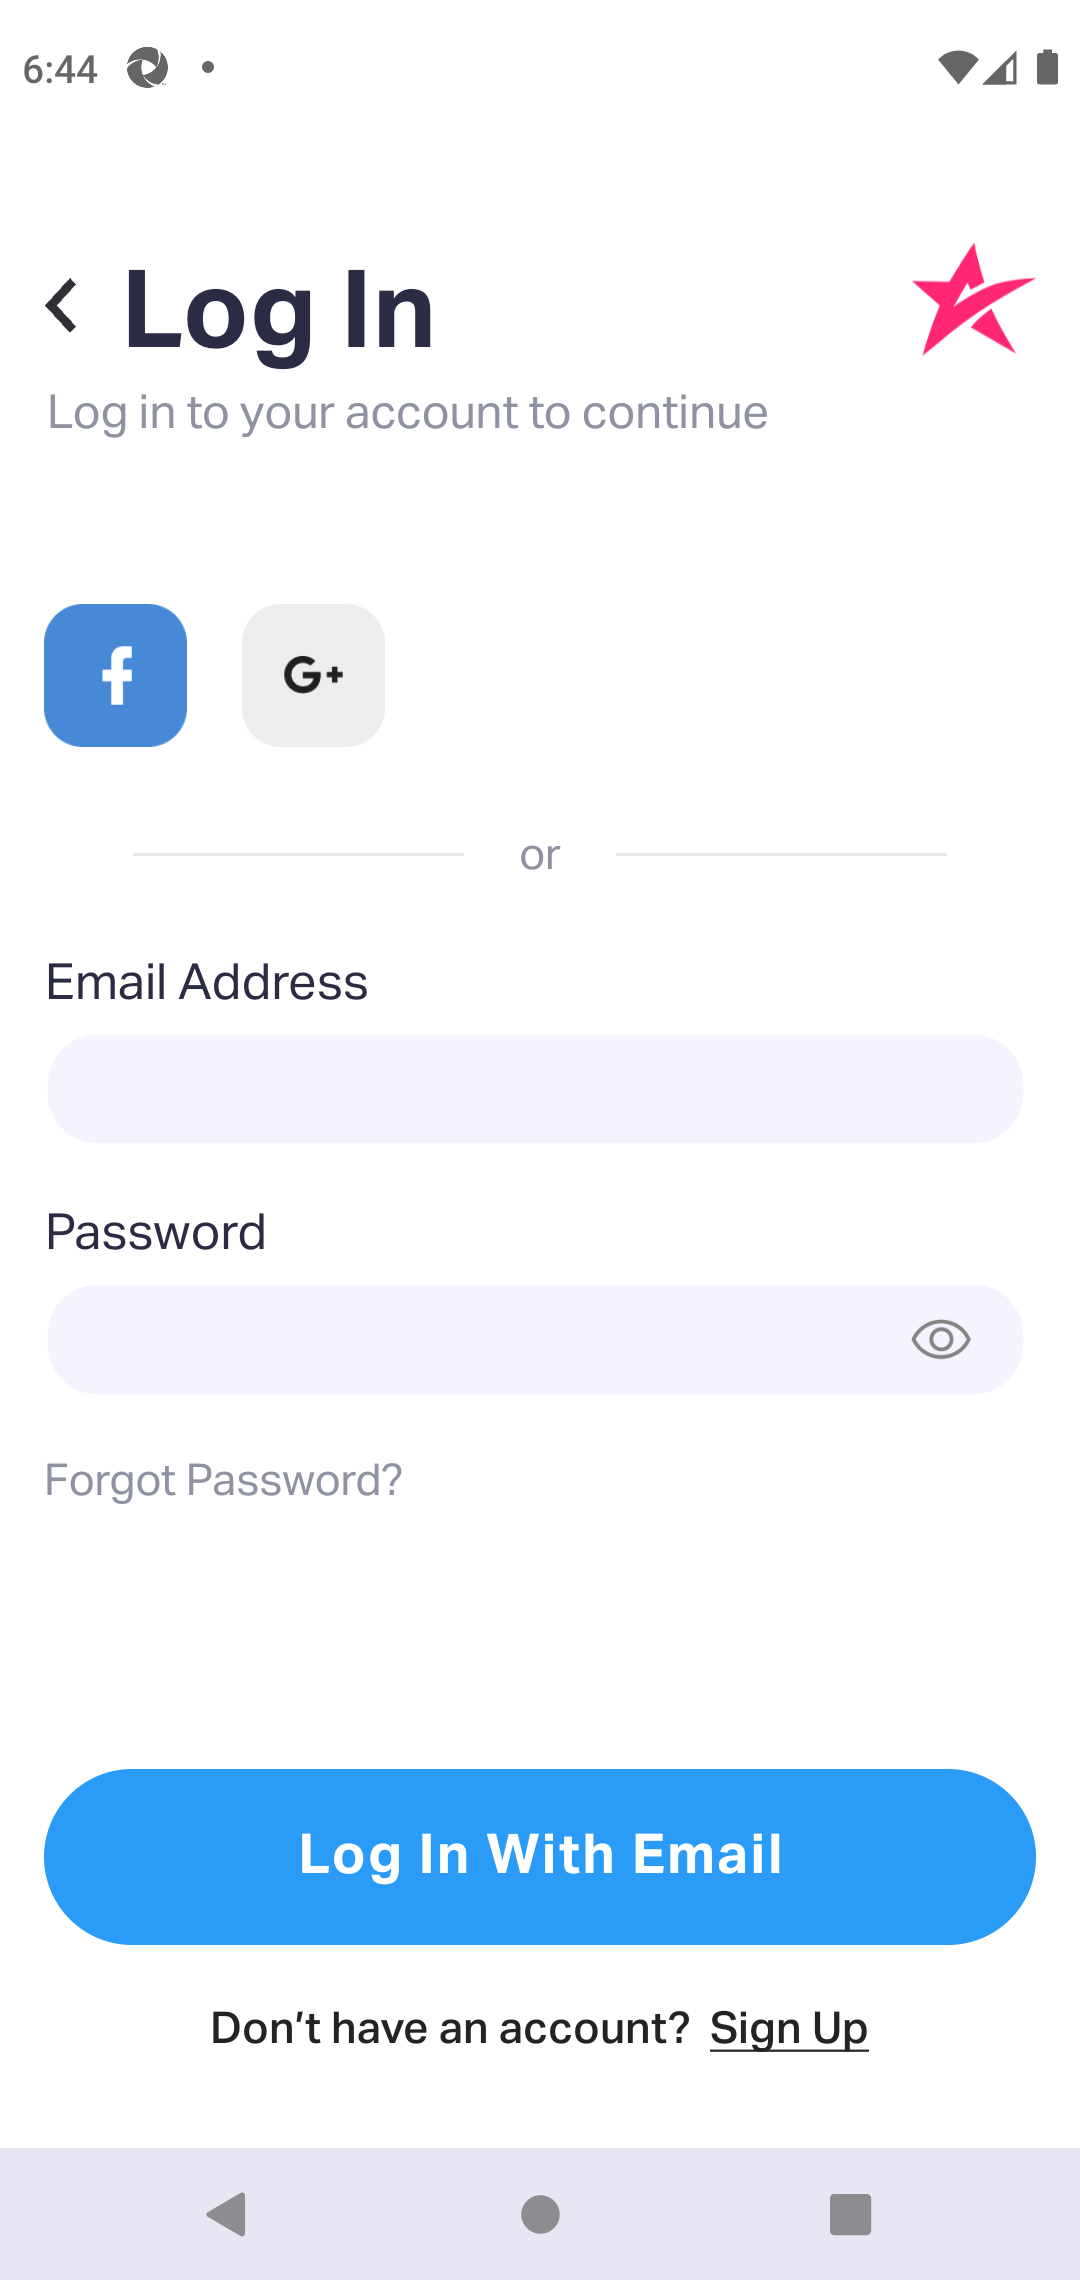 6:44
Log In
Log in to your account to continue
G+
or
Email Address
Password
Forgot Password?
Log In With Email
Don't have an account? Sign Up